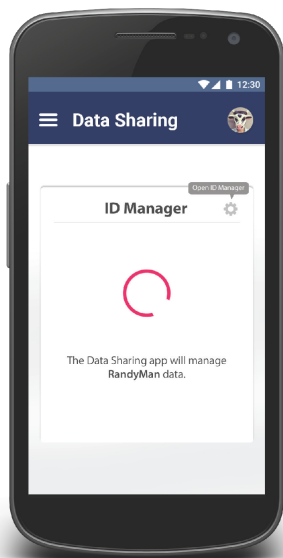 12:30
Data Sharing
Open ID Manager
ID Manager
The Data Sharing app will manage
RandyMan data.